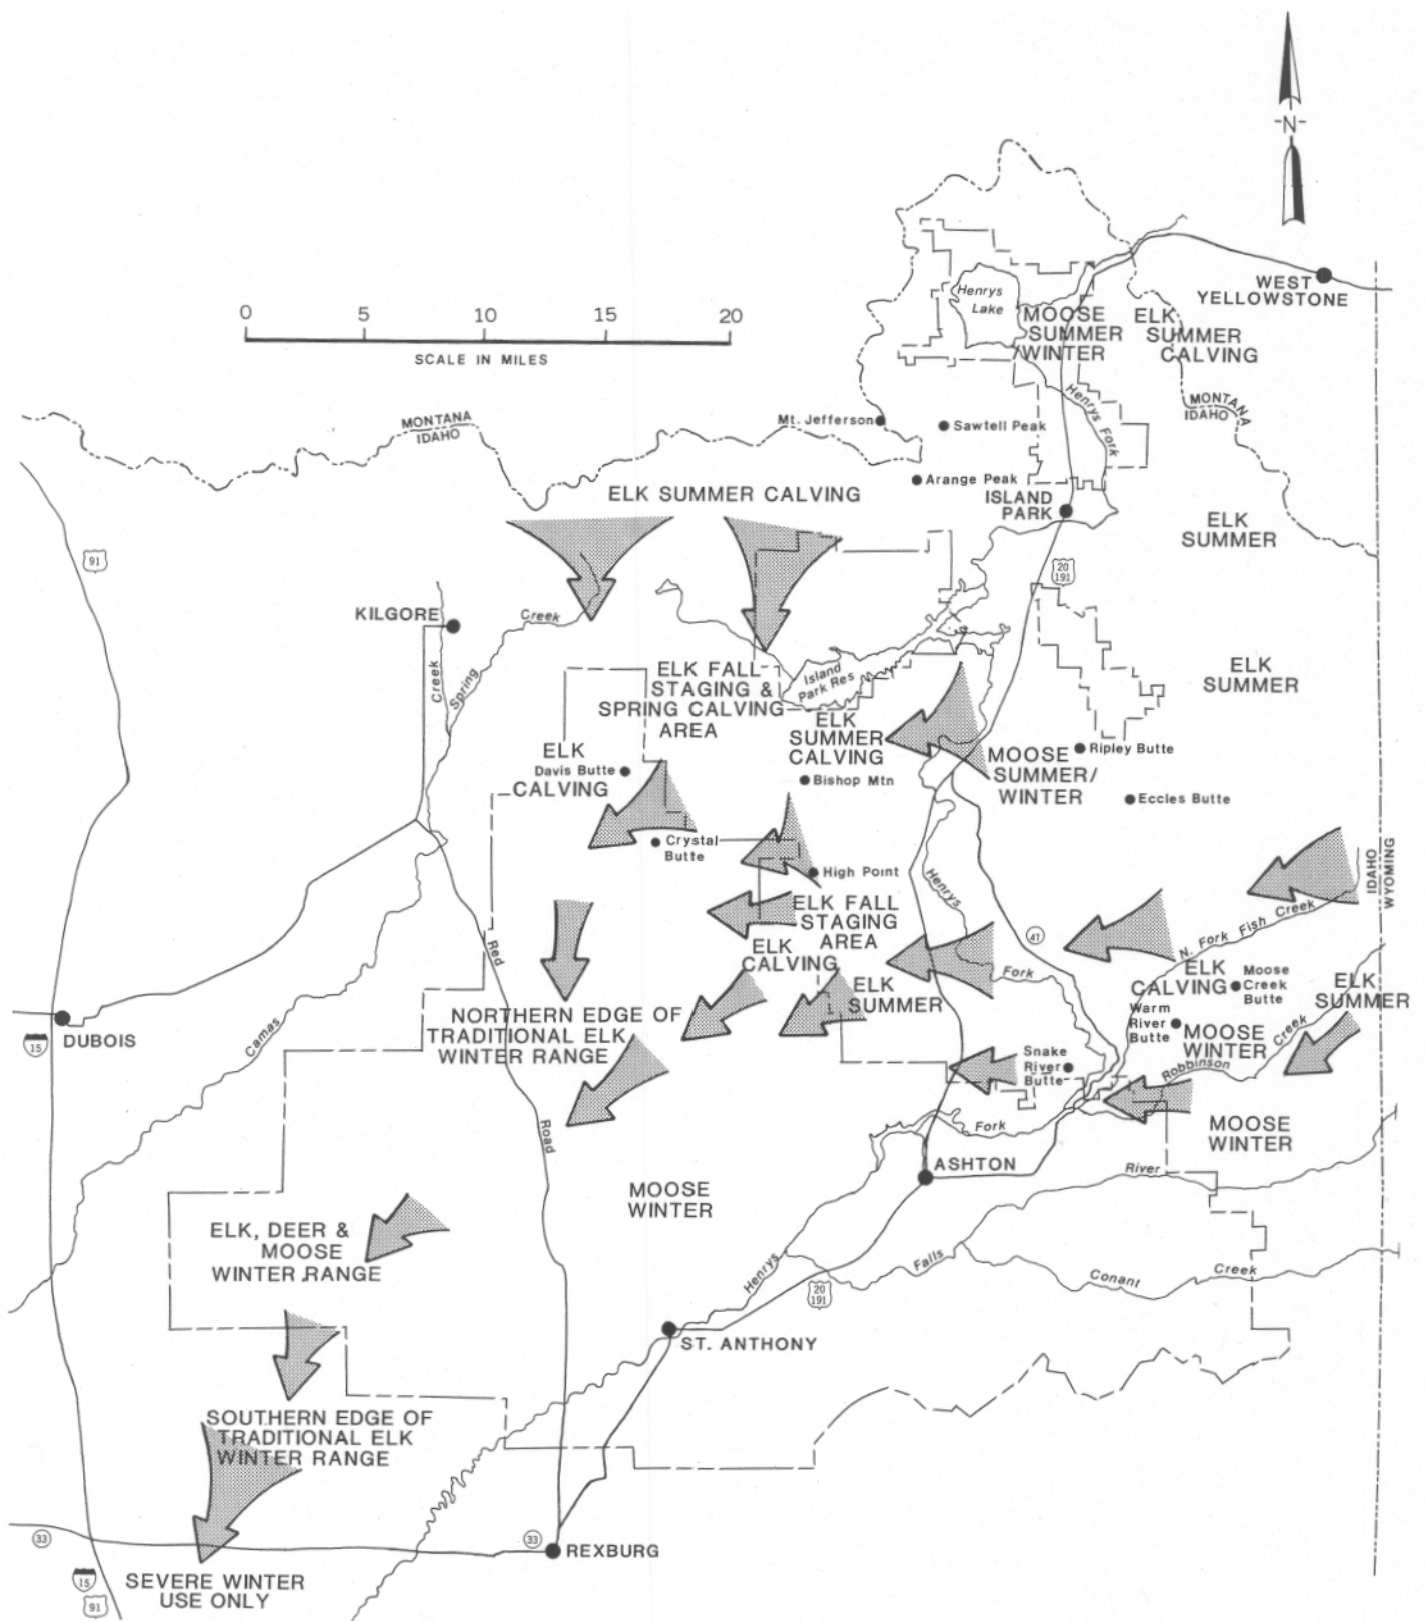 N
WEST
YELLOWSTONE
Henrys
Lake
MOOSE
SUMMER
/WINTER
ELK
SUMMER
CALVING
0 5 10 15 20
SCALE IN MILES
MONTANA
IDAHO
MONTANA
IDAHO
Henrys Fork
Mt. Jefferson
Sawtell Peak
Arange Peak
ISLAND
PARK
ELK SUMMER CALVING
ELK
SUMMER
91
20
191
KILGORE
Creek
Creek
Spring
ELK FALL
STAGING &
SPRING CALVING
AREA
Island
Park Res
ELK
SUMMER
ELK
SUMMER
CALVING
ELK
Davis Butte
CALVING
Bishop Mtn
MOOSE
SUMMER/
WINTER
Ripley Butte
Eccles Butte
Crystal
Butte
High Point
Henrys
IDAHO
WYOMING
ELK FALL
STAGING
AREA
N. Fork Fish Creek
47
Red
ELK
CALVING
Fork
ELK
SUMMER
ELK
CALVING
Moose
Creek
Butte
ELK
SUMMER
Warm
River
Butte
MOOSE
WINTER
Creek
Robbinson
NORTHERN EDGE OF
TRADITIONAL ELK
WINTER RANGE
15
DUBOIS
Camas
Snake
River
Butte
Road
Fork
MOOSE
WINTER
ASHTON
River
MOOSE
WINTER
ELK, DEER &
MOOSE
WINTER RANGE
Henrys
Falls
Conant
Creek
20
191
ST. ANTHONY
SOUTHERN EDGE OF
TRADITIONAL ELK
WINTER RANGE
33
33
REXBURG
15
91
SEVERE WINTER
USE ONLY